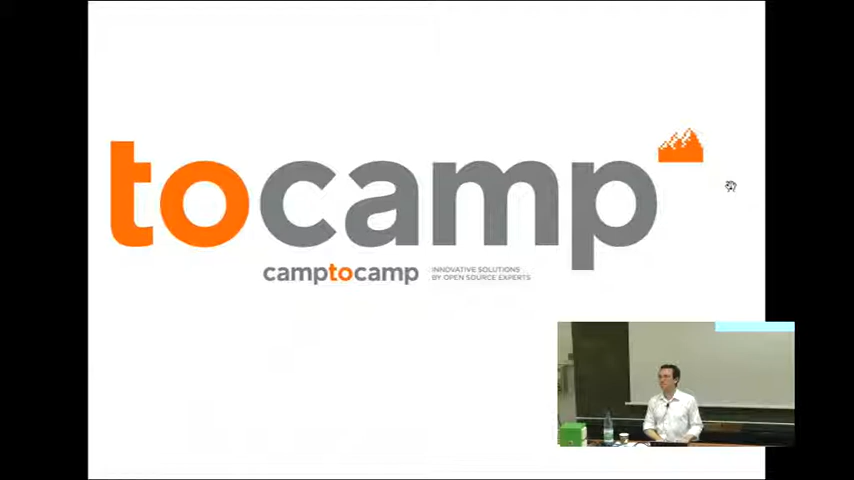 tocamp
camptocamp
INNOVATIVE SOLUTIONS
BY OPEN SOURCE EXPERTS